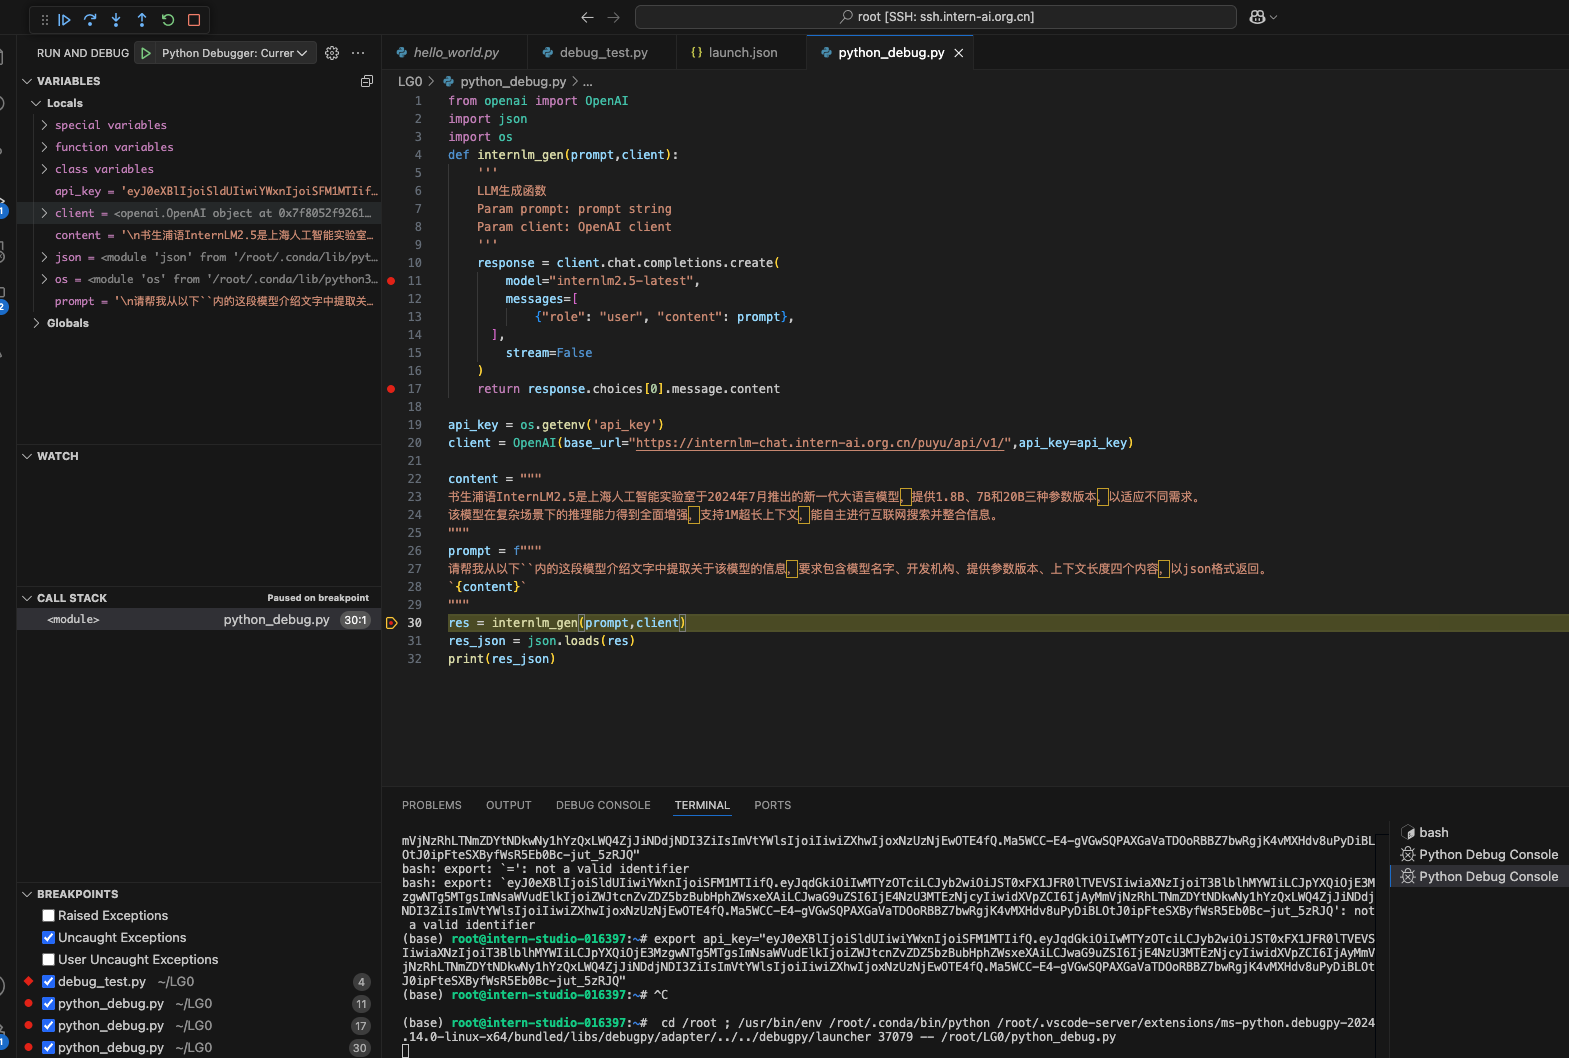 root [SSH: ssh.intern-ai.org.cn]
RUN AND DEBUG
Python Debugger: Currer
hello_world.py
debug_test.py
{} launch.json
python_debug.py
VARIABLES
Locals
special variables
function variables
class variables
api_key = 'eyJ0eXBlIjoiSldUIiwiYWxnIjoiSFM1MTIif…
client = <openai.OpenAI object at 0x7f8052f9261…
content = '\n书生浦语InternLM2.5是上海人工智能实验室…
json = <module 'json' from '/root/.conda/lib/pyt…
os = <module 'os' from '/root/.conda/lib/python3…
prompt = '\n请帮我从以下``内的这段模型介绍文字中提取关…
Globals
WATCH
CALL STACK
Paused on breakpoint
<module>
python_debug.py
30:1
BREAKPOINTS
Raised Exceptions
Uncaught Exceptions
User Uncaught Exceptions
debug_test.py ~/LG0 4
python_debug.py ~/LG0 11
python_debug.py ~/LG0 17
python_debug.py ~/LG0 30
LG0 > python_debug.py > ...
1 from openai import OpenAI
2 import json
3 import os
4 def internlm_gen(prompt,client):
5 '''
6 LLM生成函数
7 Param prompt: prompt string
8 Param client: OpenAI client
9 '''
10 response = client.chat.completions.create(
11 model="internlm2.5-latest",
12 messages=[
13 {"role": "user", "content": prompt},
14 ],
15 stream=False
16 )
17 return response.choices[0].message.content
18
19 api_key = os.getenv('api_key')
20 client = OpenAI(base_url="https://internlm-chat.intern-ai.org.cn/puyu/api/v1/",api_key=api_key)
21
22 content = """
23 书生浦语InternLM2.5是上海人工智能实验室于2024年7月推出的新一代大语言模型，提供1.8B、7B和20B三种参数版本，以适应不同需求。
24 该模型在复杂场景下的推理能力得到全面增强，支持1M超长上下文，能自主进行互联网搜索并整合信息。
25 """
26 prompt = f"""
27 请帮我从以下``内的这段模型介绍文字中提取关于该模型的信息，要求包含模型名字、开发机构、提供参数版本、上下文长度四个内容，以json格式返回。
28 `{content}`
29 """
30 res = internlm_gen(prompt,client)
31 res_json = json.loads(res)
32 print(res_json)
PROBLEMS
OUTPUT
DEBUG CONSOLE
TERMINAL
PORTS
bash: export: `=': not a valid identifier
a valid identifier
(base) root@intern-studio-016397:~# export api_key="
(base) root@intern-studio-016397:~# ^C
(base) root@intern-studio-016397:~# cd /root ; /usr/bin/env /root/.conda/bin/python /root/.vscode-server/extensions/ms-python.debugpy-2024
.14.0-linux-x64/bundled/libs/debugpy/adapter/../../debugpy/launcher 37079 -- /root/LG0/python_debug.py
bash
Python Debug Console
Python Debug Console